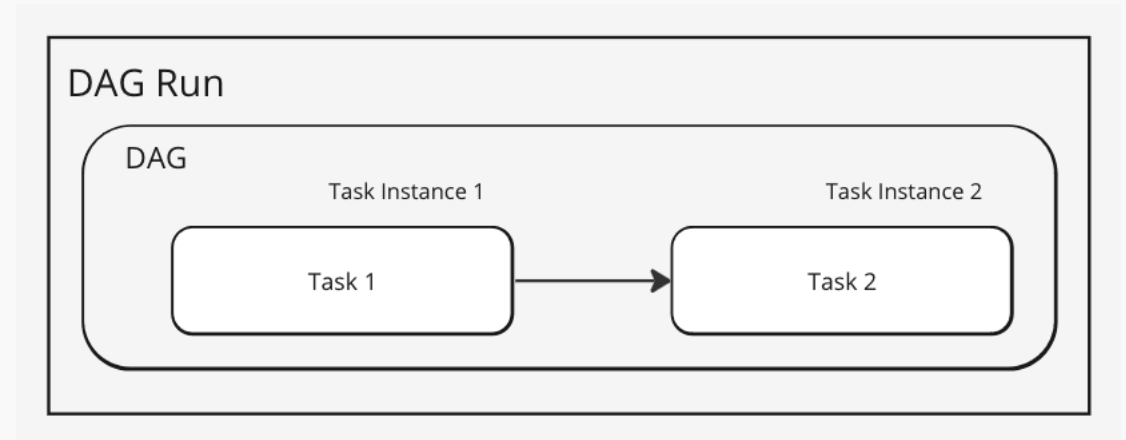 DAG Run
DAG
Task Instance 1
Task Instance 2
Task 1
Task 2